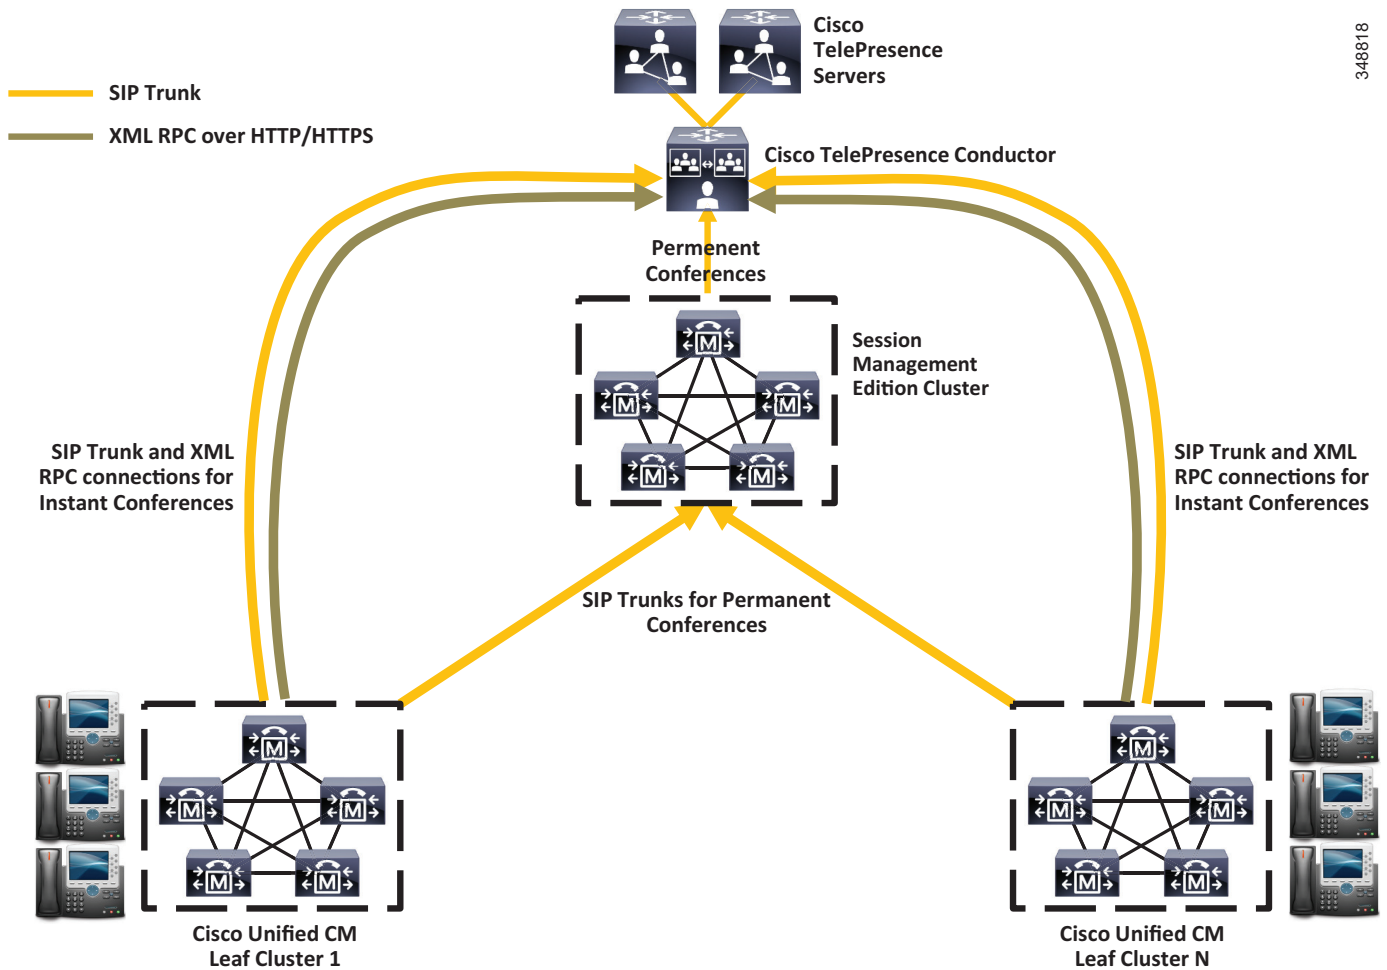 Cisco
TelePresence
Servers
348818
SIP Trunk
XML RPC over HTTP/HTTPS
Cisco TelePresence Conductor
Permenent
Conferences
Session
Management
Edition Cluster
M
M
M
M
M
SIP Trunk and XML
RPC connections for
Instant Conferences
SIP Trunk and XML
RPC connections for
Instant Conferences
SIP Trunks for Permanent
Conferences
M
M
M
M
M
M
M
M
M
M
Cisco Unified CM
Leaf Cluster 1
Cisco Unified CM
Leaf Cluster N